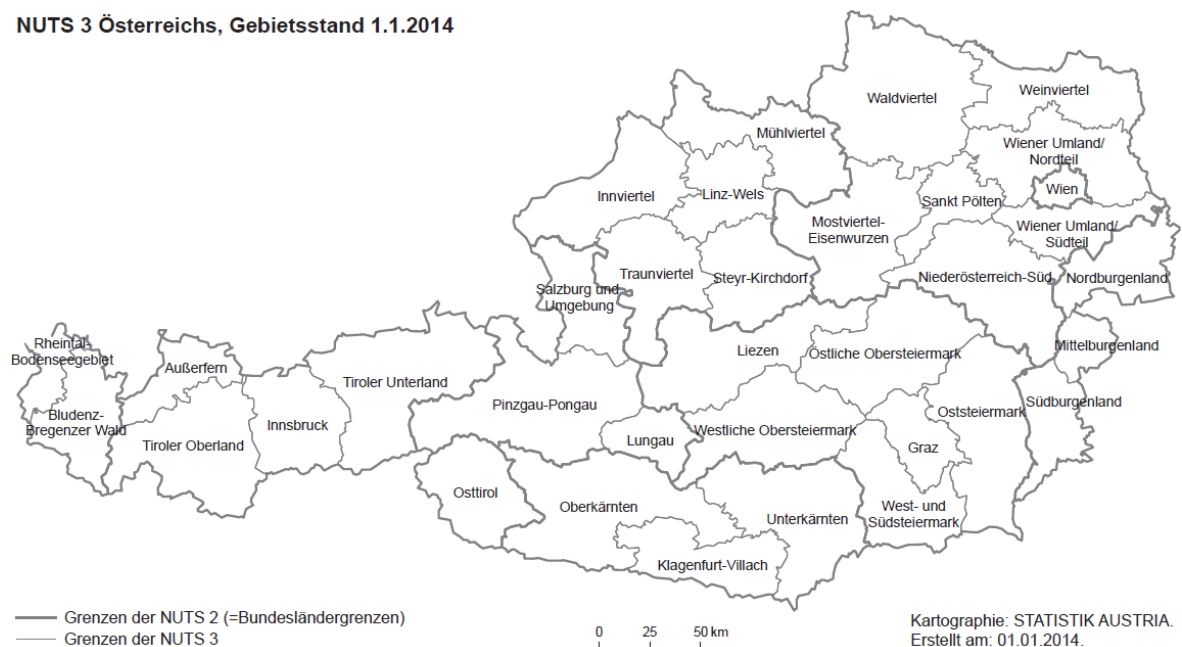 NUTS 3 Österreichs, Gebietsstand 1.1.2014
Waldviertel
Weinviertel
Mühlviertel
Wiener Umland/
Nordteil
Wien
Innviertel
Linz-Wels
Sankt Pölten
Mostviertel-
Eisenwurzen
Wiener Umland/
Südteil
Traunviertel
Steyr-Kirchdorf
Niederösterreich-Süd
Nordburgenland
Salzburg und
Umgebung
Rheintal-
Bodenseegebiet
Außerfern
Tiroler Unterland
Liezen
Östliche Obersteiermark
Mittelburgenland
Pinzgau-Pongau
Bludenz-
Bregenzer Wald
Tiroler Oberland
Innsbruck
Lungau
Westliche Obersteiermark
Oststeiermark
Südburgenland
Graz
Osttirol
Oberkärnten
Unterkärnten
West- und
Südsteiermark
Klagenfurt-Villach
Grenzen der NUTS 2 (=Bundesländergrenzen)
Grenzen der NUTS 3
0 25 50 km
Kartographie: STATISTIK AUSTRIA.
Erstellt am: 01.01.2014.